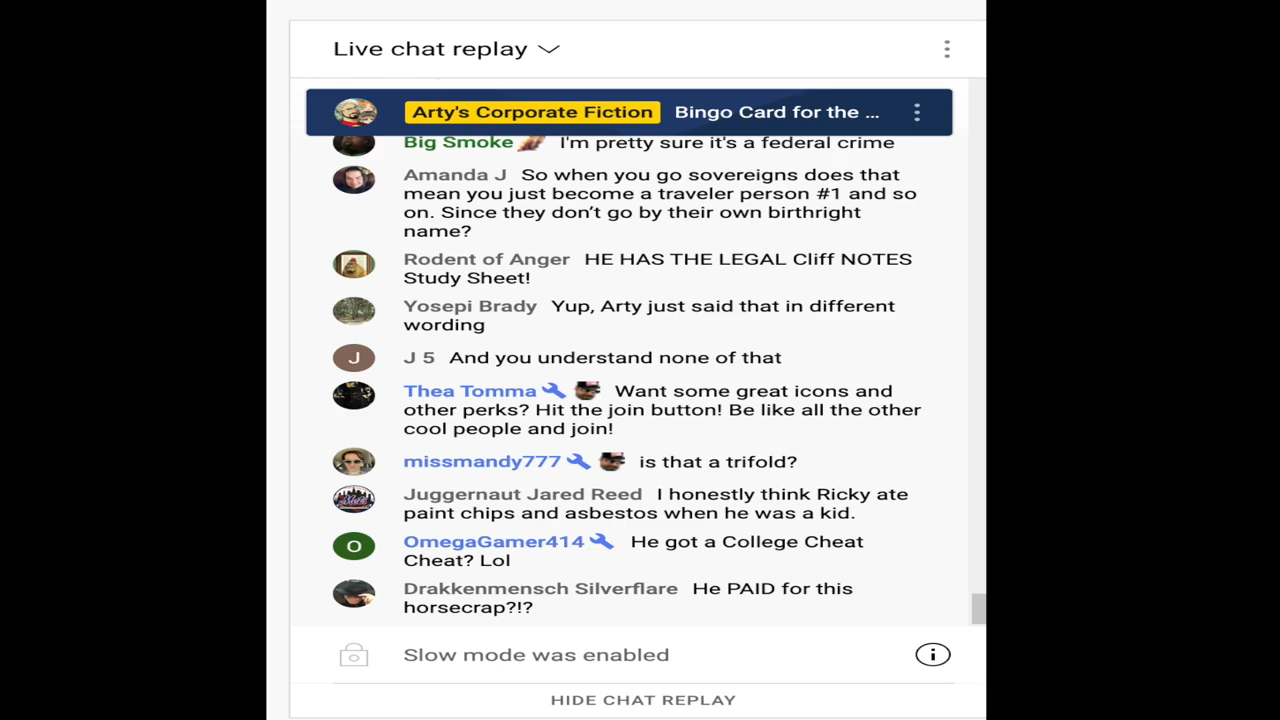 Live chat replay
Arty's Corporate Fiction Bingo Card for the ...
Big Smoke I'm pretty sure it's a federal crime
Amanda J So when you go sovereigns does that
mean you just become a traveler person #1 and so
on. Since they don’t go by their own birthright
name?
Rodent of Anger HE HAS THE LEGAL Cliff NOTES
Study Sheet!
Yosepi Brady Yup, Arty just said that in different
wording
J J 5 And you understand none of that
Thea Tomma Want some great icons and
other perks? Hit the join button! Be like all the other
cool people and join!
missmandy777 is that a trifold?
Juggernaut Jared Reed I honestly think Ricky ate
paint chips and asbestos when he was a kid.
O OmegaGamer414 He got a College Cheat
Cheat? Lol
Drakkenmensch Silverflare He PAID for this
horsecrap?!?
Slow mode was enabled
HIDE CHAT REPLAY